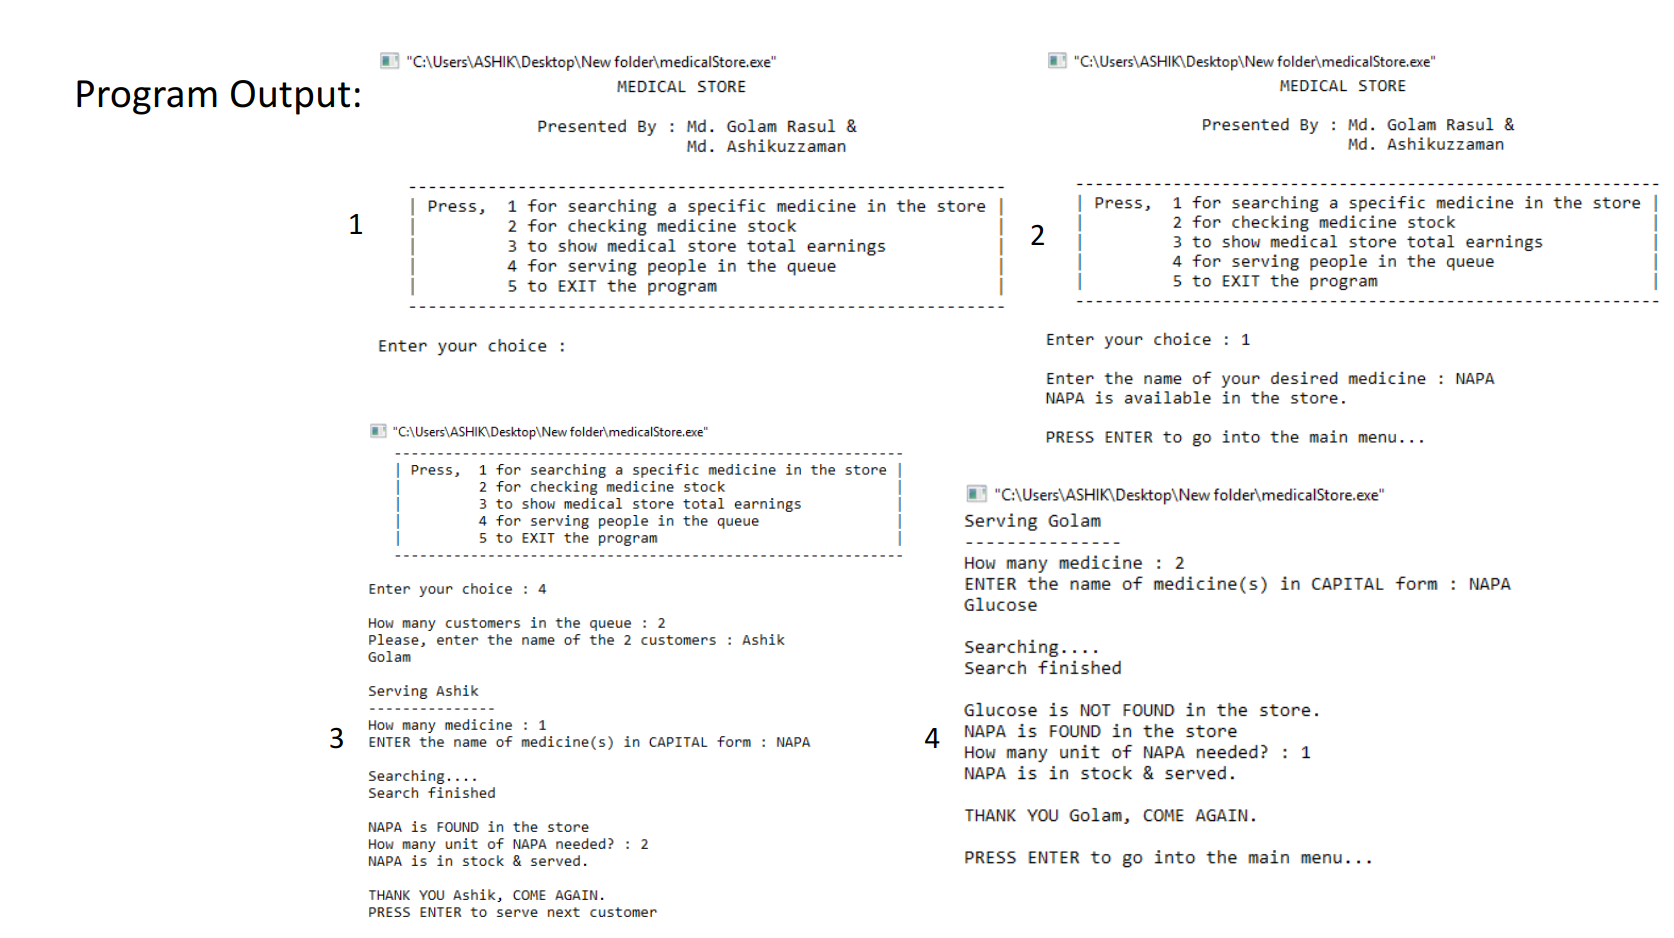 Program Output:
1
"C:\Users\ASHIK\Desktop\New folder\medicalStore.exe"
MEDICAL STORE
Presented By : Md. Golam Rasul &
Md. Ashikuzzaman
------------------------------------------------------------
| Press,  1 for searching a specific medicine in the store |
|         2 for checking medicine stock                    |
|         3 to show medical store total earnings           |
|         4 for serving people in the queue                |
|         5 to EXIT the program                            |
------------------------------------------------------------
Enter your choice :
2
"C:\Users\ASHIK\Desktop\New folder\medicalStore.exe"
MEDICAL STORE
Presented By : Md. Golam Rasul &
Md. Ashikuzzaman
------------------------------------------------------------
| Press,  1 for searching a specific medicine in the store |
|         2 for checking medicine stock                    |
|         3 to show medical store total earnings           |
|         4 for serving people in the queue                |
|         5 to EXIT the program                            |
------------------------------------------------------------
Enter your choice : 1
Enter the name of your desired medicine : NAPA
NAPA is available in the store.
PRESS ENTER to go into the main menu...
3
"C:\Users\ASHIK\Desktop\New folder\medicalStore.exe"
------------------------------------------------------------
| Press,  1 for searching a specific medicine in the store |
|         2 for checking medicine stock                    |
|         3 to show medical store total earnings           |
|         4 for serving people in the queue                |
|         5 to EXIT the program                            |
------------------------------------------------------------
Enter your choice : 4
How many customers in the queue : 2
Please, enter the name of the 2 customers : Ashik
Golam
Serving Ashik
---------------
How many medicine : 1
ENTER the name of medicine(s) in CAPITAL form : NAPA
Searching....
Search finished
NAPA is FOUND in the store
How many unit of NAPA needed? : 2
NAPA is in stock & served.
THANK YOU Ashik, COME AGAIN.
PRESS ENTER to serve next customer
4
"C:\Users\ASHIK\Desktop\New folder\medicalStore.exe"
Serving Golam
---------------
How many medicine : 2
ENTER the name of medicine(s) in CAPITAL form : NAPA
Glucose
Searching....
Search finished
Glucose is NOT FOUND in the store.
NAPA is FOUND in the store
How many unit of NAPA needed? : 1
NAPA is in stock & served.
THANK YOU Golam, COME AGAIN.
PRESS ENTER to go into the main menu...